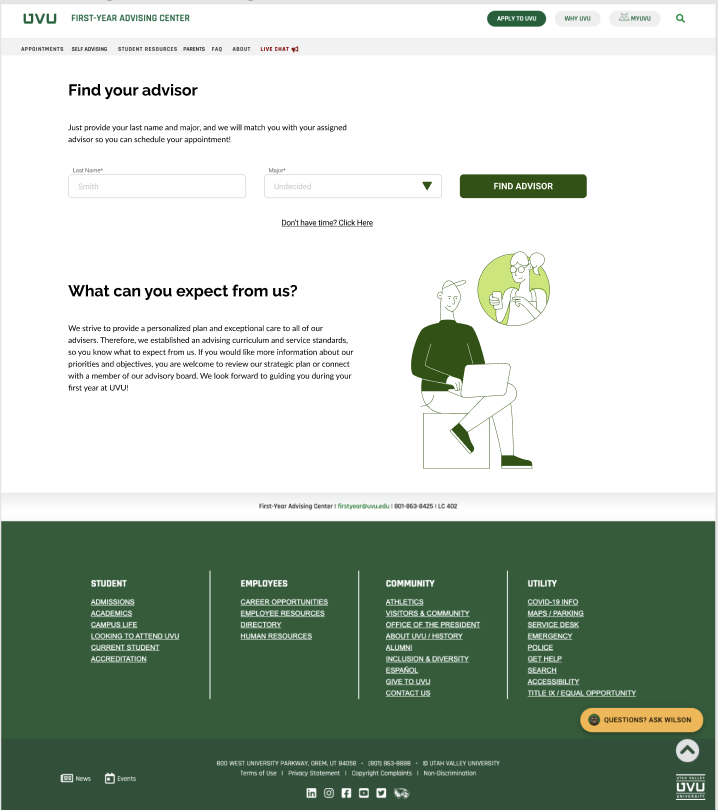 UVU FIRST-YEAR ADVISING CENTER APPLY TO UVU WHY UVU MYUVU
APPOINTMENTS SELF ADVISING STUDENT RESOURCES PARENTS FAQ ABOUT LIVE CHAT
Find your advisor
Just provide your last name and major, and we will match you with your assigned
advisor so you can schedule your appointment!
Last Name* Major*
Smith Undecided FIND ADVISOR
Don't have time? Click Here
What can you expect from us?
We strive to provide a personalized plan and exceptional care to all of our
advisers. Therefore, we established an advising curriculum and service standards,
so you know what to expect from us. If you would like more information about our
priorities and objectives, you are welcome to review our strategic plan or connect
with a member of our advisory board. We look forward to guiding you during your
first year at UVU!
First-Year Advising Center | firstyear@uvu.edu | 801-863-8425 | LC 402
STUDENT
ADMISSIONS
ACADEMICS
CAMPUS LIFE
LOOKING TO ATTEND UVU
CURRENT STUDENT
ACCREDITATION
EMPLOYEES
CAREER OPPORTUNITIES
EMPLOYEE RESOURCES
DIRECTORY
HUMAN RESOURCES
COMMUNITY
ATHLETICS
VISITORS & COMMUNITY
OFFICE OF THE PRESIDENT
ABOUT UVU / HISTORY
ALUMNI
INCLUSION & DIVERSITY
ESPAÑOL
GIVE TO UVU
CONTACT US
UTILITY
COVID-19 INFO
MAPS / PARKING
SERVICE DESK
EMERGENCY
POLICE
GET HELP
SEARCH
ACCESSIBILITY
TITLE IX / EQUAL OPPORTUNITY
QUESTIONS? ASK WILSON
800 WEST UNIVERSITY PARKWAY, OREM, UT 84058 • (801) 863-8888 • © UTAH VALLEY UNIVERSITY
Terms of Use | Privacy Statement | Copyright Complaints | Non-Discrimination
News Events
UTAH VALLEY
UVU
UNIVERSITY